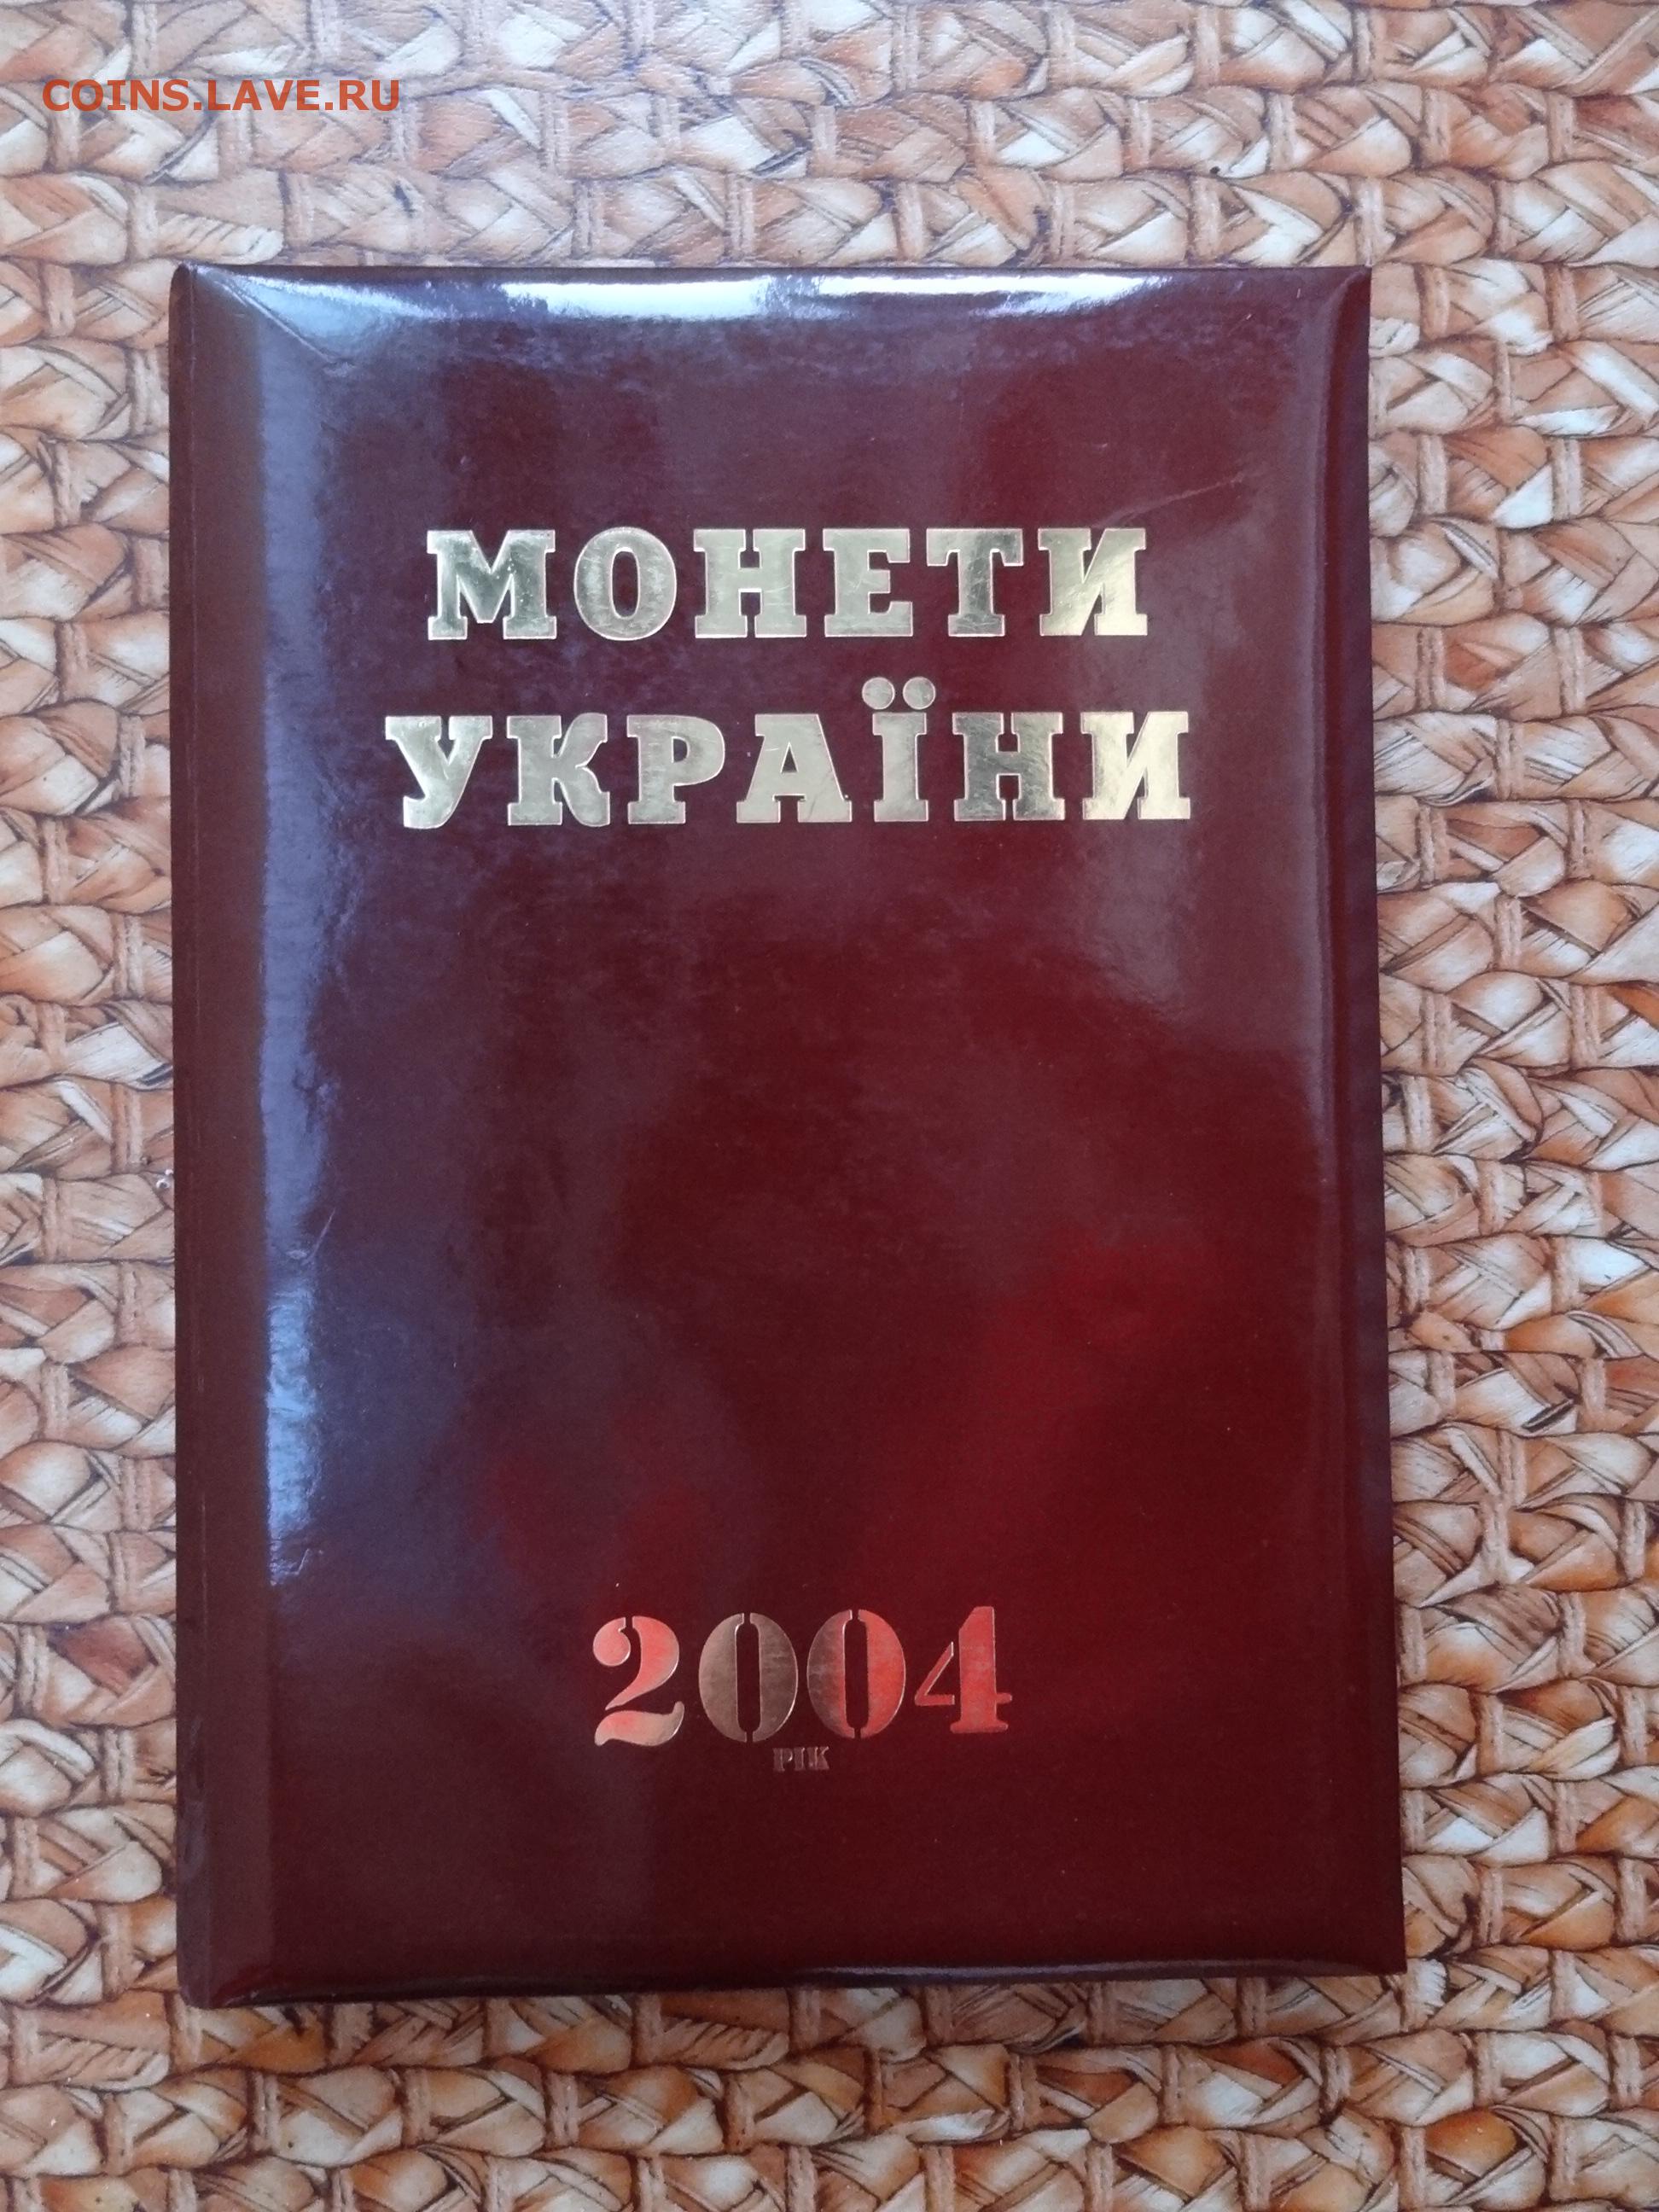 COINS.LAVE.RU
МОНЕТИ
УКРАЇНИ
2004
РІК